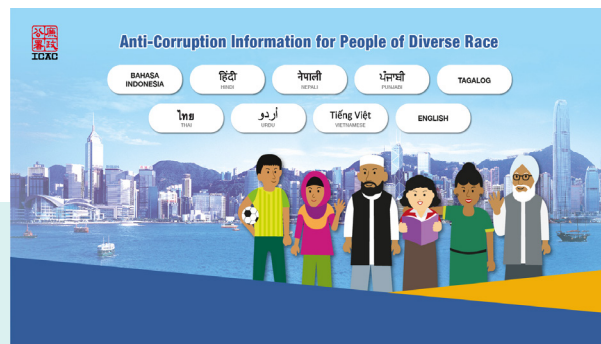 廉政
公署
ICAC
Anti-Corruption Information for People of Diverse Race
BAHASA
INDONESIA
हिंदी
HINDI
नेपाली
NEPALI
ਪੰਜਾਬੀ
PUNJABI
TAGALOG
ไทย
THAI
أردو
URDU
Tiếng Việt
VIETNAMESE
ENGLISH